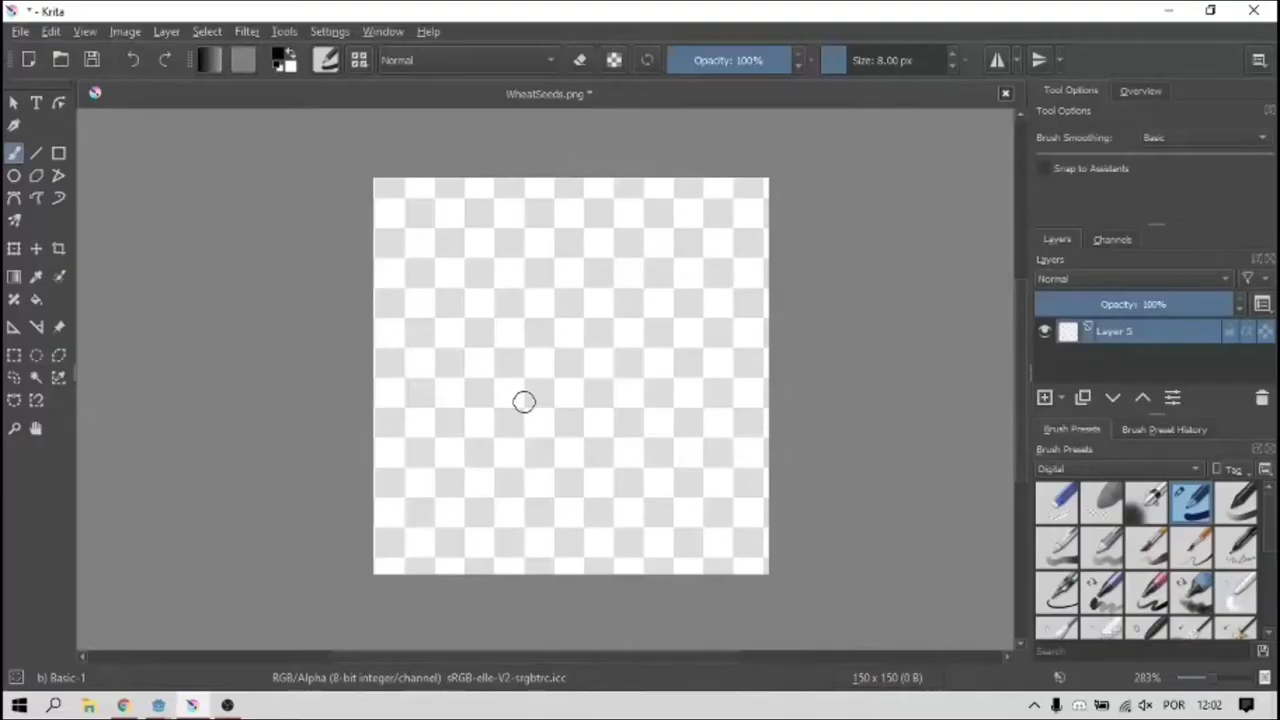 * - Krita
File Edit View Image Layer Select Filter Tools Settings Window Help
Normal Opacity: 100% Size: 8.00 px
WheatSeeds.png *
Tool Options Overview
Tool Options
Brush Smoothing: Basic
Snap to Assistants
Layers Channels
Layers
Normal
Opacity: 100%
Layer 5
Brush Presets Brush Preset History
Brush Presets
Digital Tag
Search
b) Basic-1 RGB/Alpha (8-bit integer/channel) sRGB-elle-V2-srgbtrc.icc 150 x 150 (0 B) 283%
POR 12:02